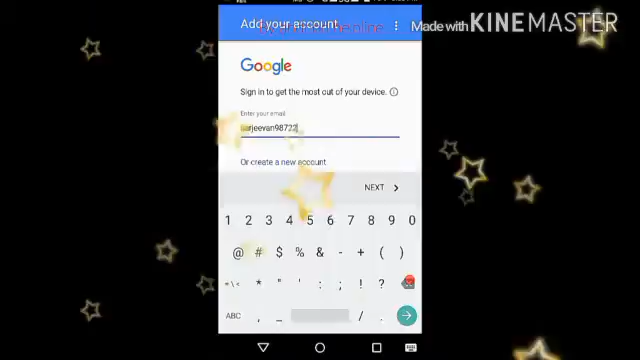 Add your account
Made with KINEMASTER
Google
Sign in to get the most out of your device.
Enter your email
Or create a new account
NEXT
1 2 3 4 5 6 7 8 9 0
@ # $ % & - + ( )
= \ < * " ' : ; ! ?
ABC , _ / .